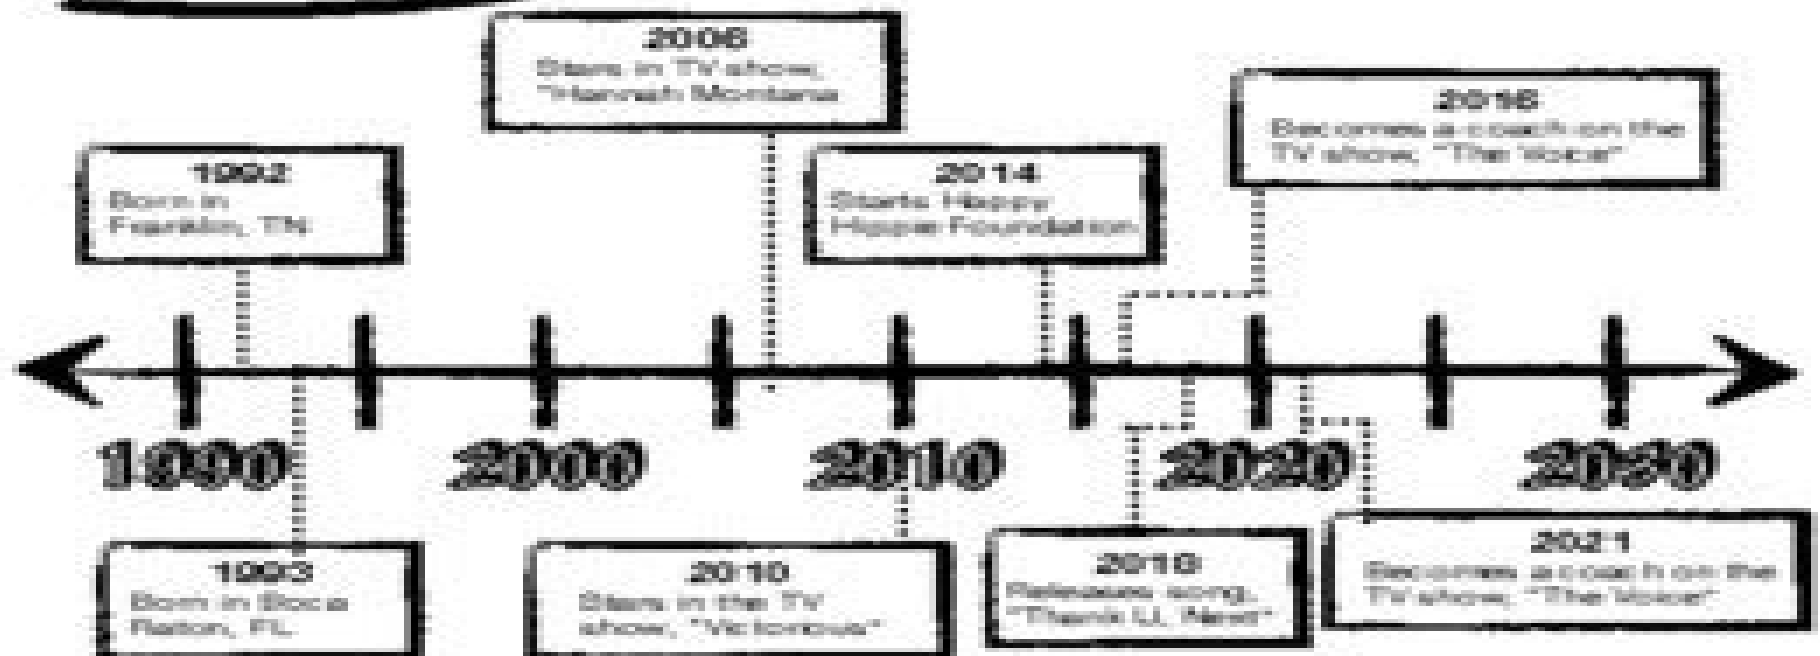 2006
Stars in TV show,
"Hannah Montana
2016
Becomes a coach on the
TV show, "The Voice"
1992
Born in
Franklin, TN
2014
Starts Happy
Hippie Foundation
1990 2000 2010 2020 2030
1993
Born in Boca
Raton, FL
2010
Stars in the TV
show, "Victorious"
2018
Releases song,
"Thank U, Next"
2021
Becomes a coach on the
TV show, "The Voice"